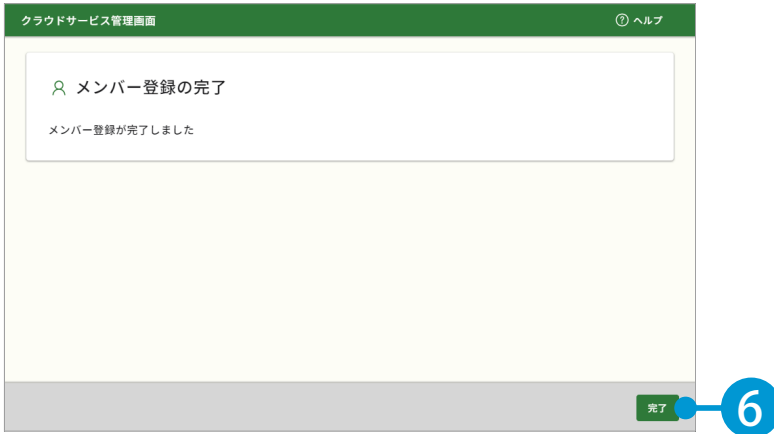 クラウドサービス管理画面
? ヘルプ
メンバー登録の完了
メンバー登録が完了しました
完了
6